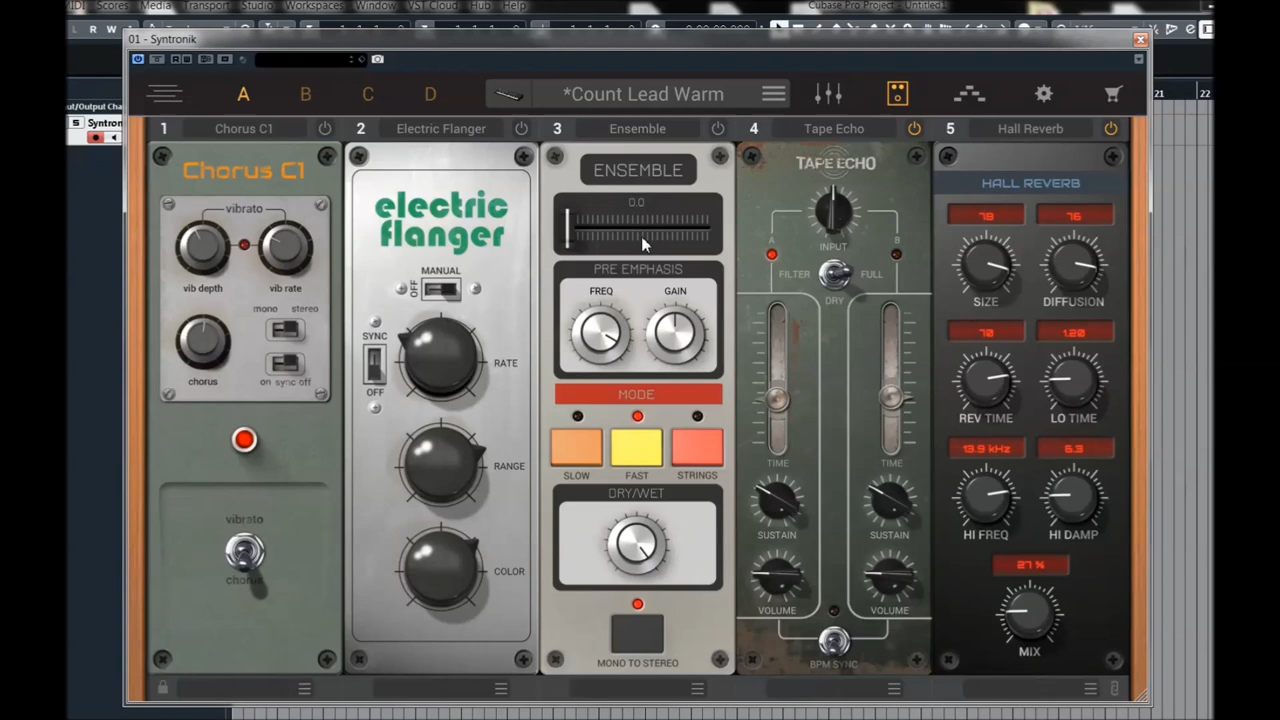 Scores Media Transport Studio Workspaces Window VST Cloud Hub Help Cubase Pro Project - Untitled1
R W
01 - Syntronik
A B C D *Count Lead Warm
21 22
S
1 Chorus C1 2 Electric Flanger 3 Ensemble 4 Tape Echo 5 Hall Reverb
Chorus C1
vibrato
vib depth vib rate
mono stereo
chorus on sync off
vibrato
chorus
electric
flanger
MANUAL
OFF
SYNC
OFF
RATE
RANGE
COLOR
ENSEMBLE
0.0
PRE EMPHASIS
FREQ GAIN
MODE
SLOW FAST STRINGS
DRY/WET
MONO TO STEREO
TAPE ECHO
INPUT
A B
FILTER FULL
DRY
TIME TIME
SUSTAIN SUSTAIN
VOLUME VOLUME
BPM SYNC
HALL REVERB
78 76
SIZE DIFFUSION
70 1.20
REV TIME LO TIME
13.9 kHz 6.3
HI FREQ HI DAMP
27 %
MIX